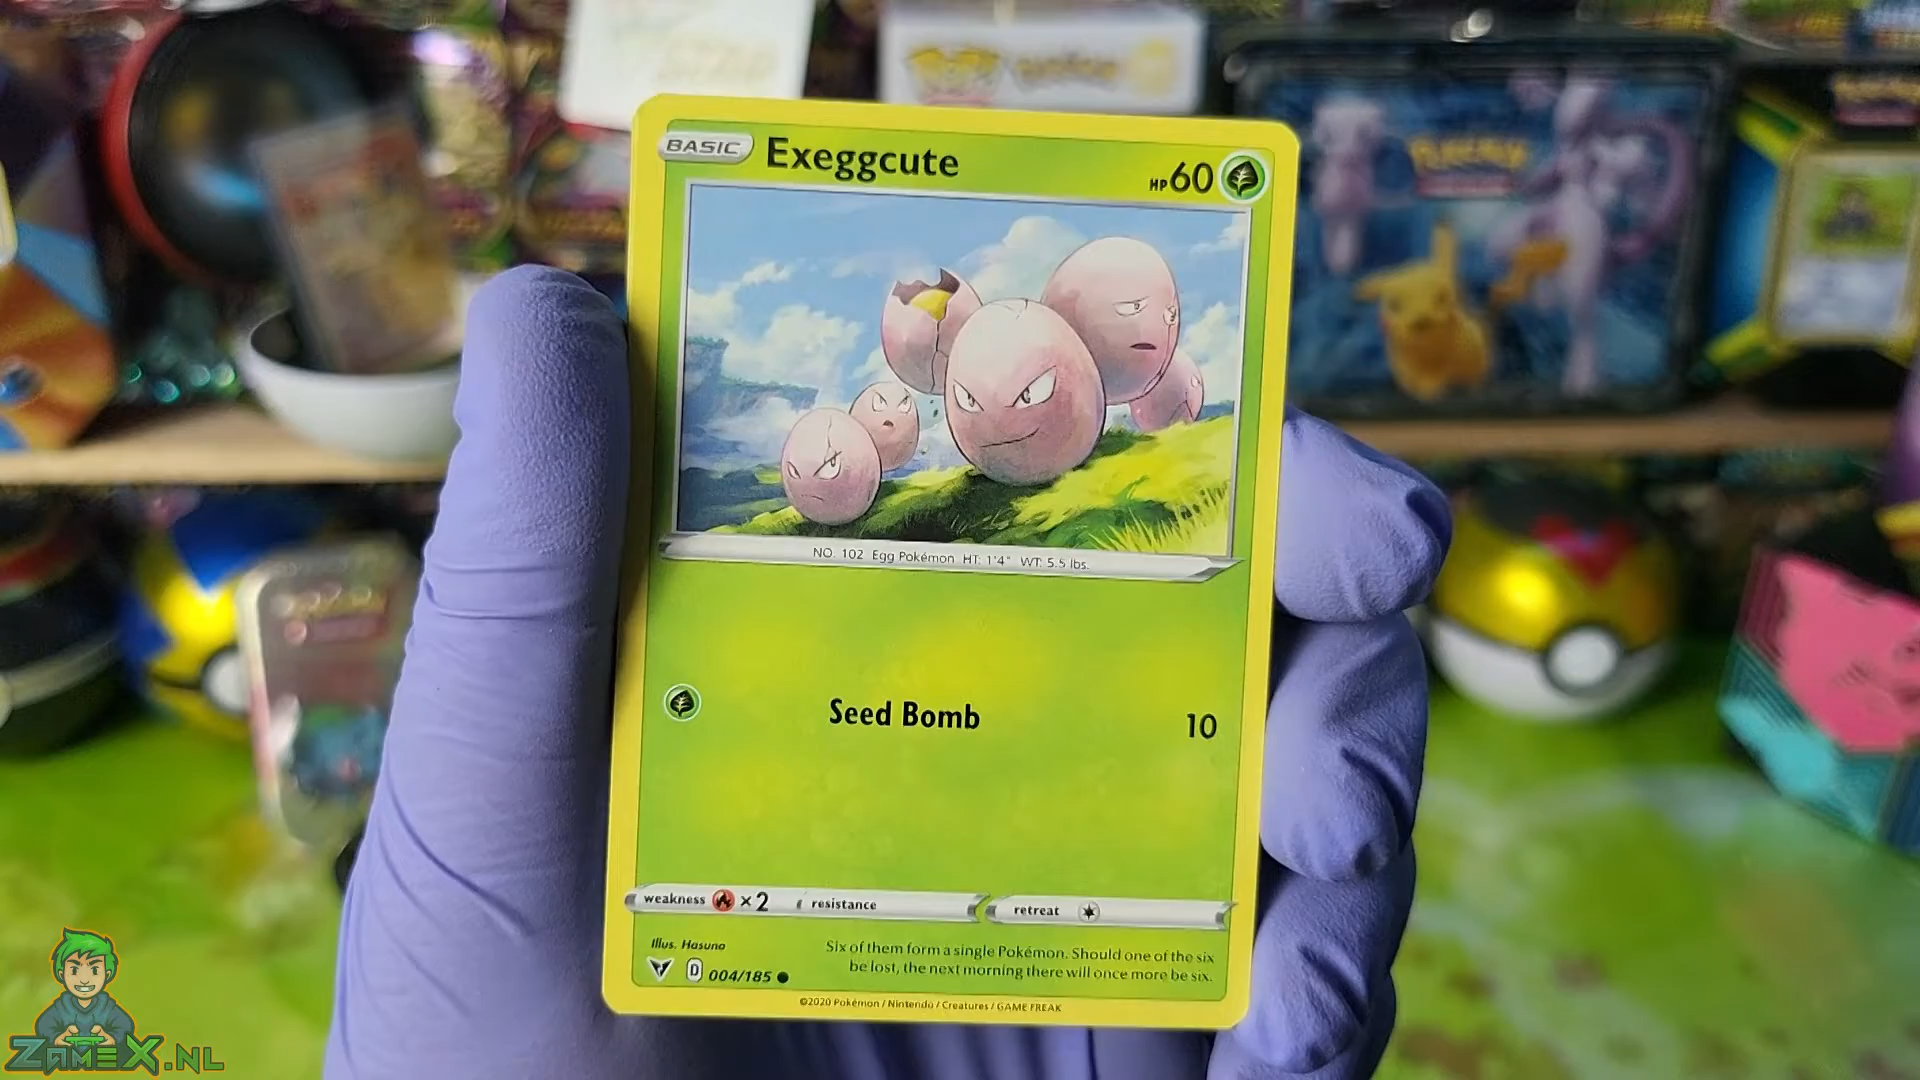 BASIC Exeggcute HP60
Pokémon
NO. 102 Egg Pokémon HT: 1'4" WT: 5.5 lbs.
Seed Bomb 10
weakness ×2 resistance retreat
Illus. Hasuno
Six of them form a single Pokémon. Should one of the six
be lost, the next morning there will once more be six.
D 004/185
©2020 Pokémon / Nintendo / Creatures / GAME FREAK
ZAMEX.NL